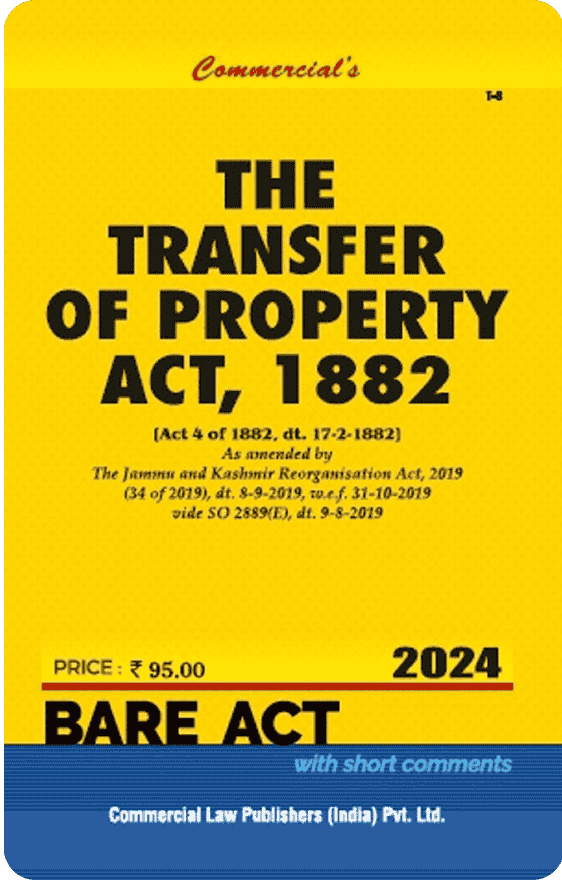 Commercial's
T-8
THE
TRANSFER
OF PROPERTY
ACT, 1882
[Act 4 of 1882, dt. 17-2-1882]
As amended by
The Jammu and Kashmir Reorganisation Act, 2019
(34 of 2019), dt. 8-9-2019, w.e.f. 31-10-2019
vide SO 2889(E), dt. 9-8-2019
PRICE : ₹ 95.00
2024
BARE ACT
with short comments
Commercial Law Publishers (India) Pvt. Ltd.